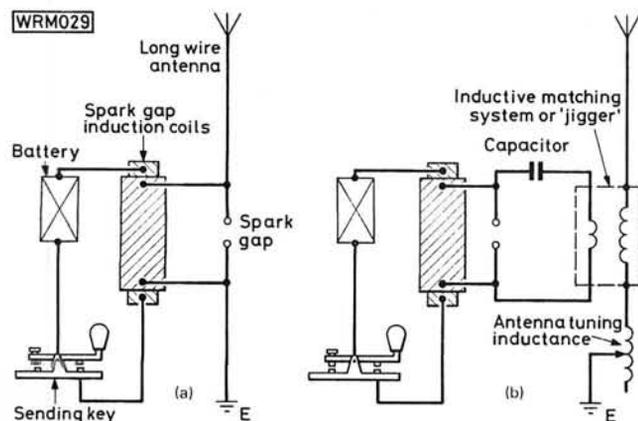 WRM029
Long wire
antenna
Spark gap
induction coils
Battery
Spark
gap
Sending key
(a)
E
Inductive matching
system or 'jigger'
Capacitor
Antenna tuning
inductance
(b)
E